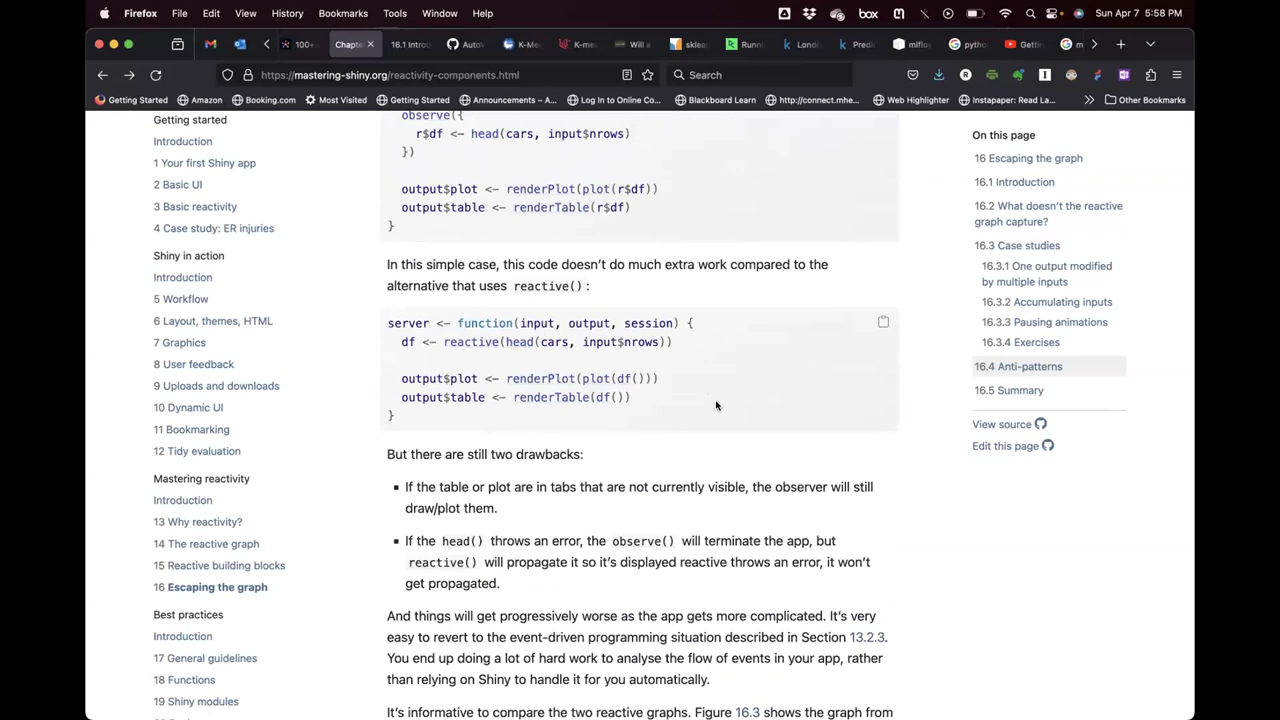 Firefox File Edit View History Bookmarks Tools Window Help
box
Sun Apr 7 5:58 PM
100+ Chapte 16.1 Introd K-Me K-me Will a sklea Runn Lond Predi mlflos python Getti
https://mastering-shiny.org/reactivity-components.html
Search
Getting Started Amazon Booking.com Most Visited Getting Started Announcements – A... Log In to Online Co... Blackboard Learn http://connect.mhe... Web Highlighter Instapaper: Read La... Other Bookmarks
Getting started
Introduction
1 Your first Shiny app
2 Basic UI
3 Basic reactivity
4 Case study: ER injuries
Shiny in action
Introduction
5 Workflow
6 Layout, themes, HTML
7 Graphics
8 User feedback
9 Uploads and downloads
10 Dynamic UI
11 Bookmarking
12 Tidy evaluation
Mastering reactivity
Introduction
13 Why reactivity?
14 The reactive graph
15 Reactive building blocks
16 Escaping the graph
Best practices
Introduction
17 General guidelines
18 Functions
19 Shiny modules
observe({
r$df <- head(cars, input$nrows)
})
output$plot <- renderPlot(plot(r$df))
output$table <- renderTable(r$df)
}
In this simple case, this code doesn't do much extra work compared to the
alternative that uses reactive():
server <- function(input, output, session) {
df <- reactive(head(cars, input$nrows))
output$plot <- renderPlot(plot(df()))
output$table <- renderTable(df())
}
But there are still two drawbacks:
▪ If the table or plot are in tabs that are not currently visible, the observer will still
draw/plot them.
▪ If the head() throws an error, the observe() will terminate the app, but
reactive() will propagate it so it's displayed reactive throws an error, it won't
get propagated.
And things will get progressively worse as the app gets more complicated. It's very
easy to revert to the event-driven programming situation described in Section 13.2.3.
You end up doing a lot of hard work to analyse the flow of events in your app, rather
than relying on Shiny to handle it for you automatically.
It's informative to compare the two reactive graphs. Figure 16.3 shows the graph from
On this page
16 Escaping the graph
16.1 Introduction
16.2 What doesn't the reactive
graph capture?
16.3 Case studies
16.3.1 One output modified
by multiple inputs
16.3.2 Accumulating inputs
16.3.3 Pausing animations
16.3.4 Exercises
16.4 Anti-patterns
16.5 Summary
View source
Edit this page